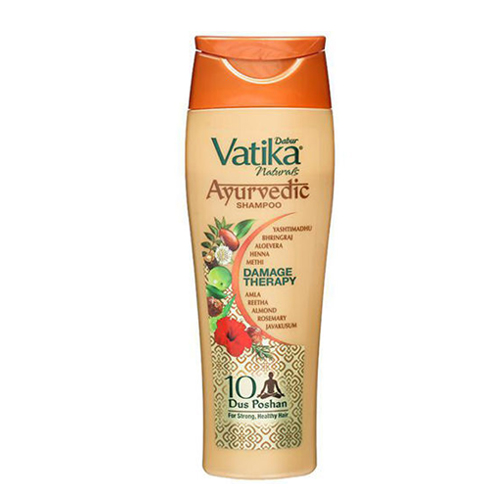 Dabur
Vatika®
Naturals
Ayurvedic
SHAMPOO
YASHTIMADHU
BHRINGRAJ
ALOEVERA
HENNA
METHI
DAMAGE
THERAPY
AMLA
REETHA
ALMOND
ROSEMARY
JAVAKUSUM
10
Dus Poshan
For Strong, Healthy Hair